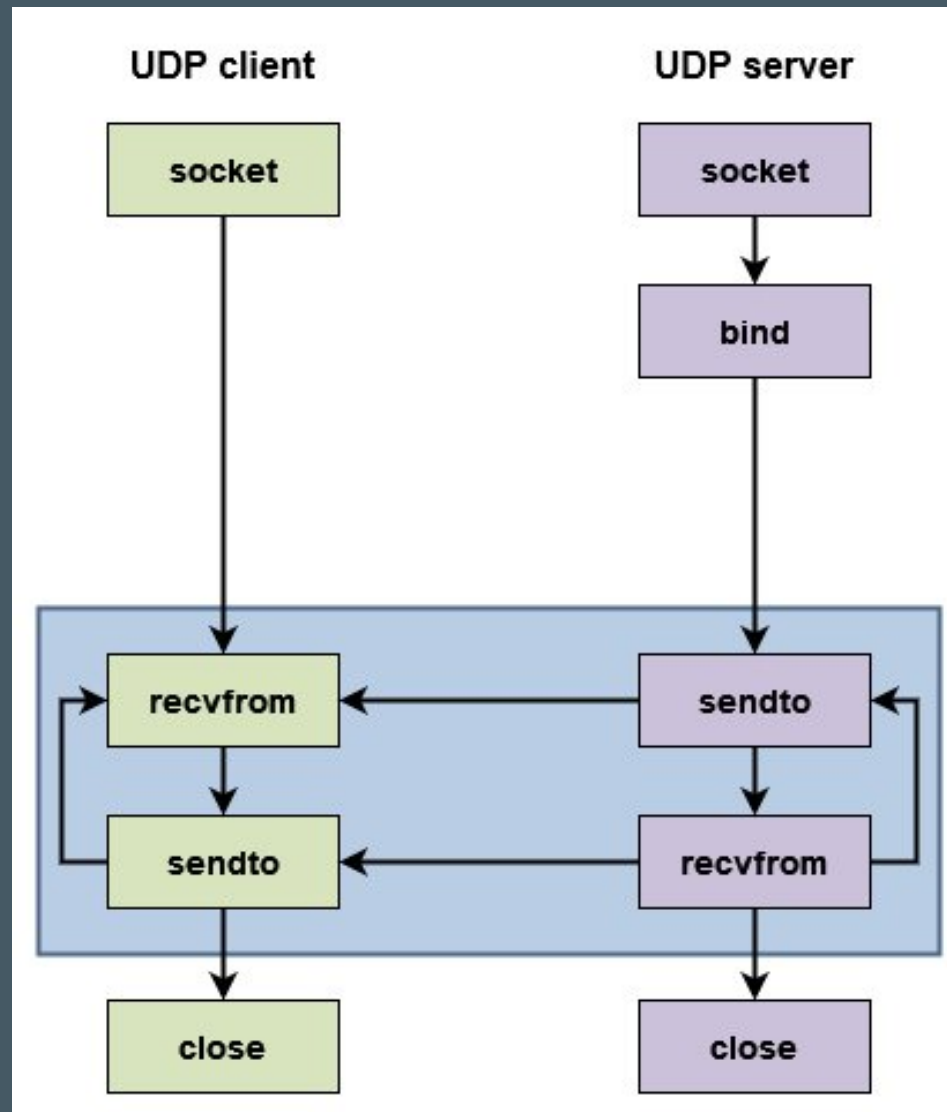 UDP client
UDP server
socket
socket
bind
recvfrom
sendto
sendto
recvfrom
close
close